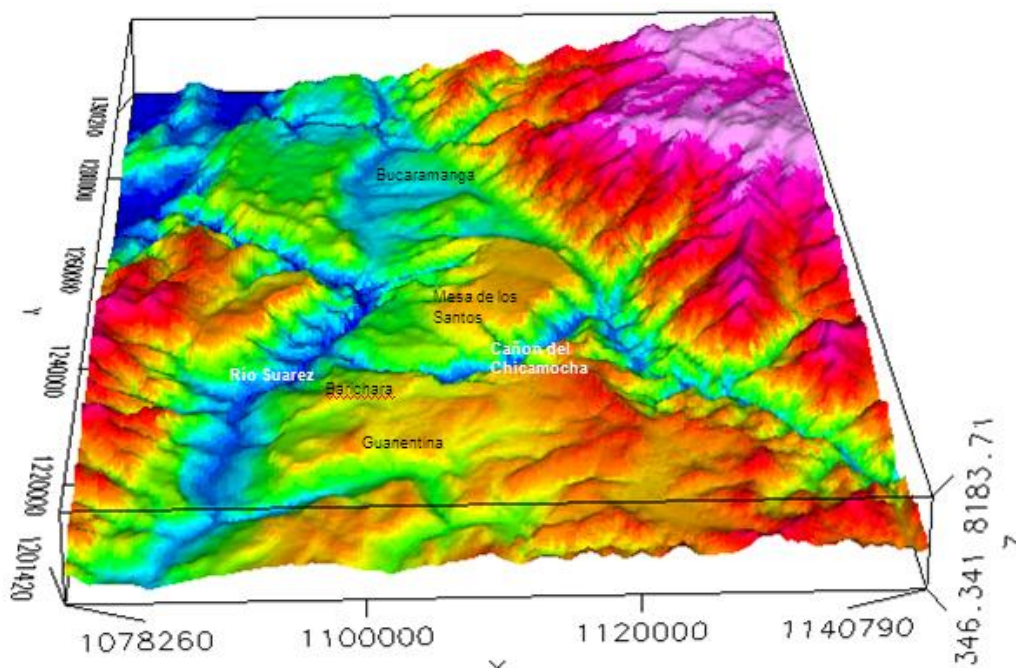 Bucaramanga
Mesa de los
Santos
Cañon del
Chicamocha
Rio Suarez
Barichara
Guanentina
1301210
1280000
1260000
Y
1240000
1220000
1201420
1078260
1100000
1120000
1140790
X
346.341 8183.71
Z